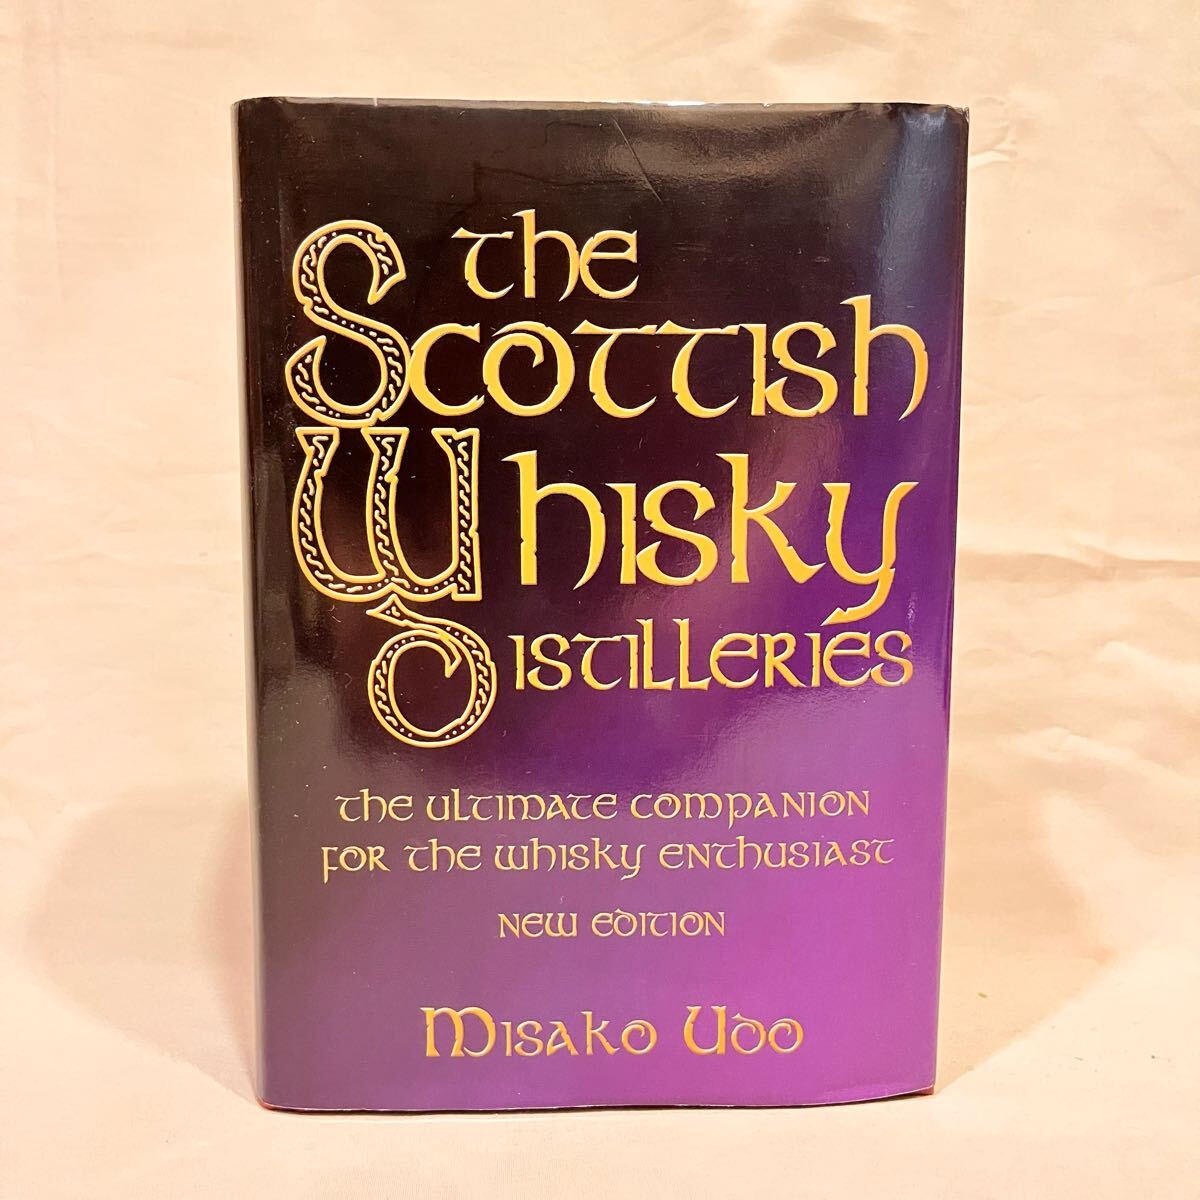 The
Scottish
Whisky
Distilleries
The ultimate companion
for the whisky enthusiast
New Edition
Misako Udo